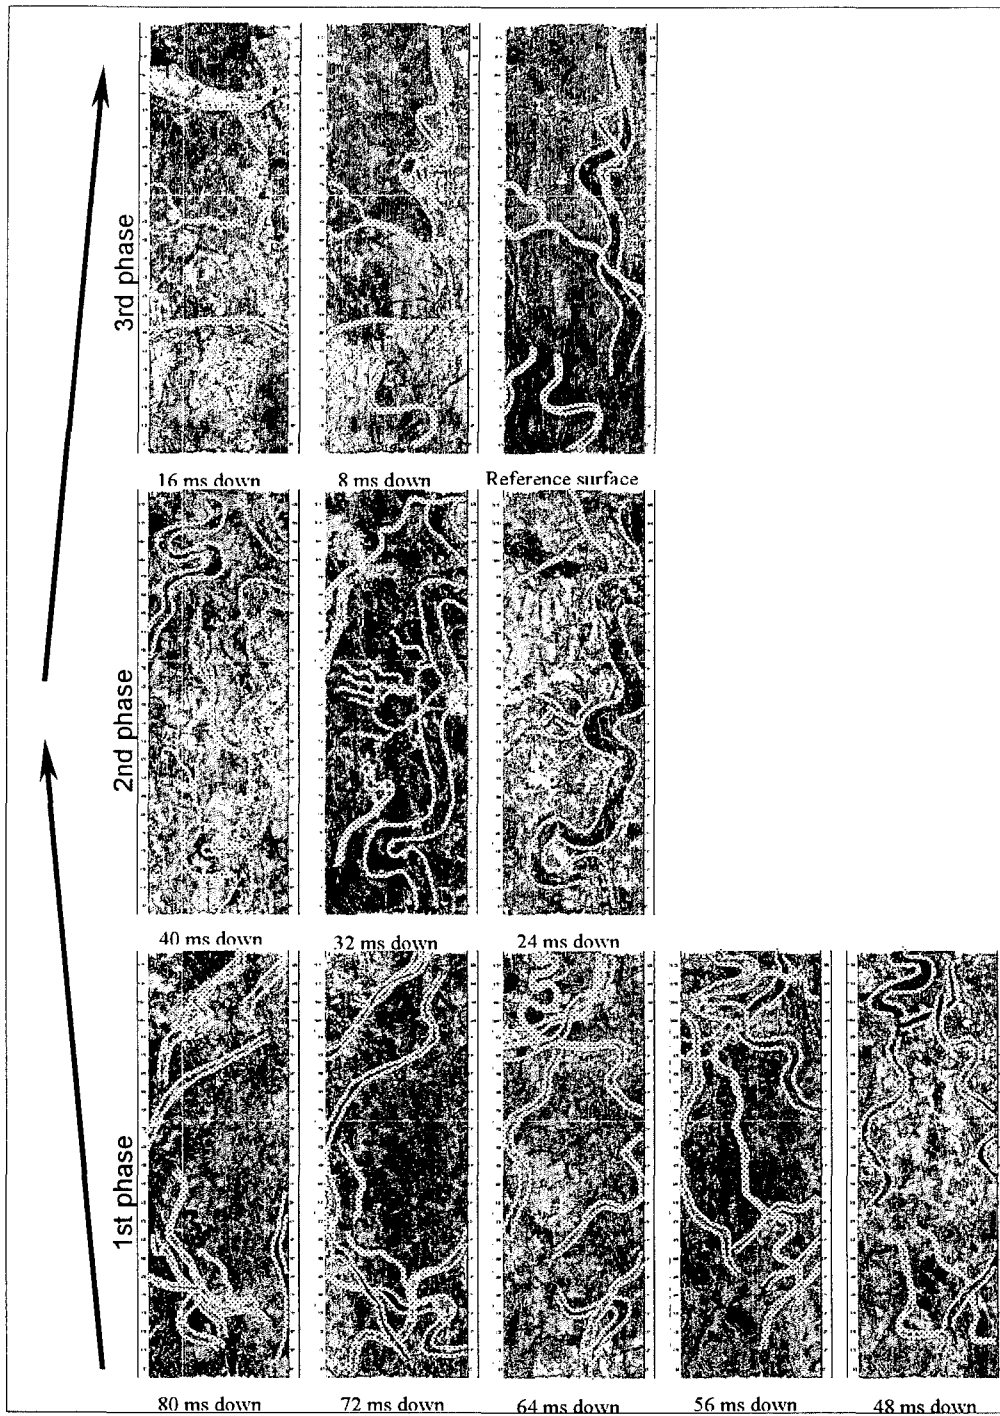 3rd phase
16 ms down
8 ms down
Reference surface
2nd phase
40 ms down
32 ms down
24 ms down
1st phase
80 ms down
72 ms down
64 ms down
56 ms down
48 ms down